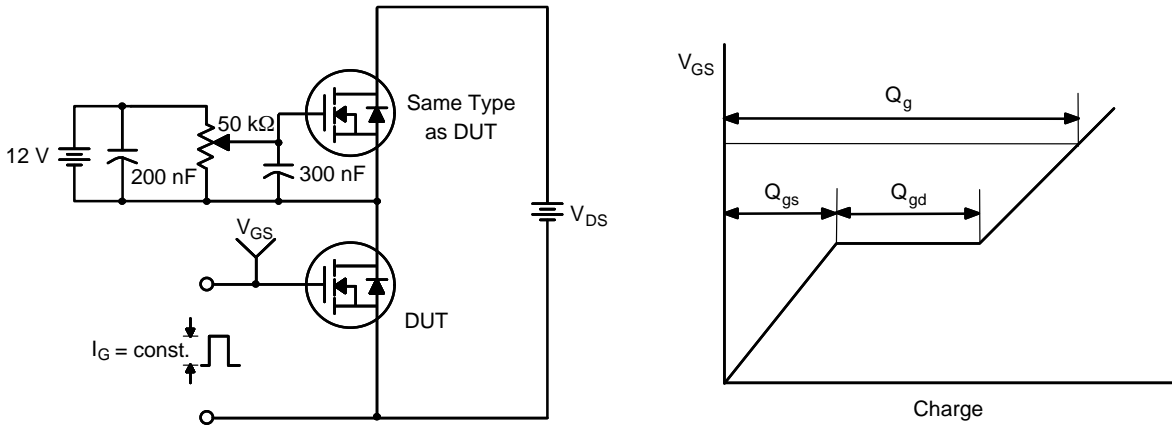 Same Type
as DUT
50 kΩ
12 V
200 nF
300 nF
V_DS
V_GS
DUT
I_G = const.
V_GS
Q_g
Q_gs
Q_gd
Charge